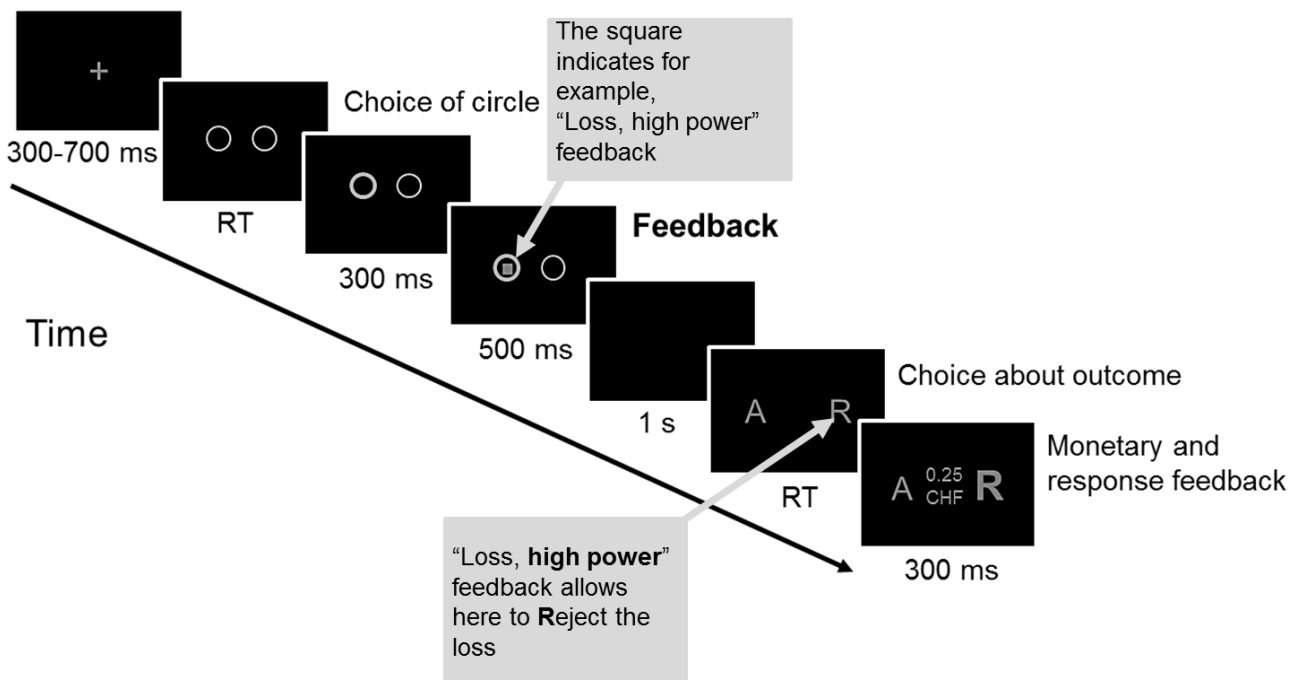 +
300-700 ms
Choice of circle
RT
The square
indicates for
example,
“Loss, high power”
feedback
300 ms
Feedback
500 ms
Time
1 s
Choice about outcome
A R
RT
Monetary and
response feedback
A 0.25 R
CHF
300 ms
“Loss, high power”
feedback allows
here to Reject the
loss